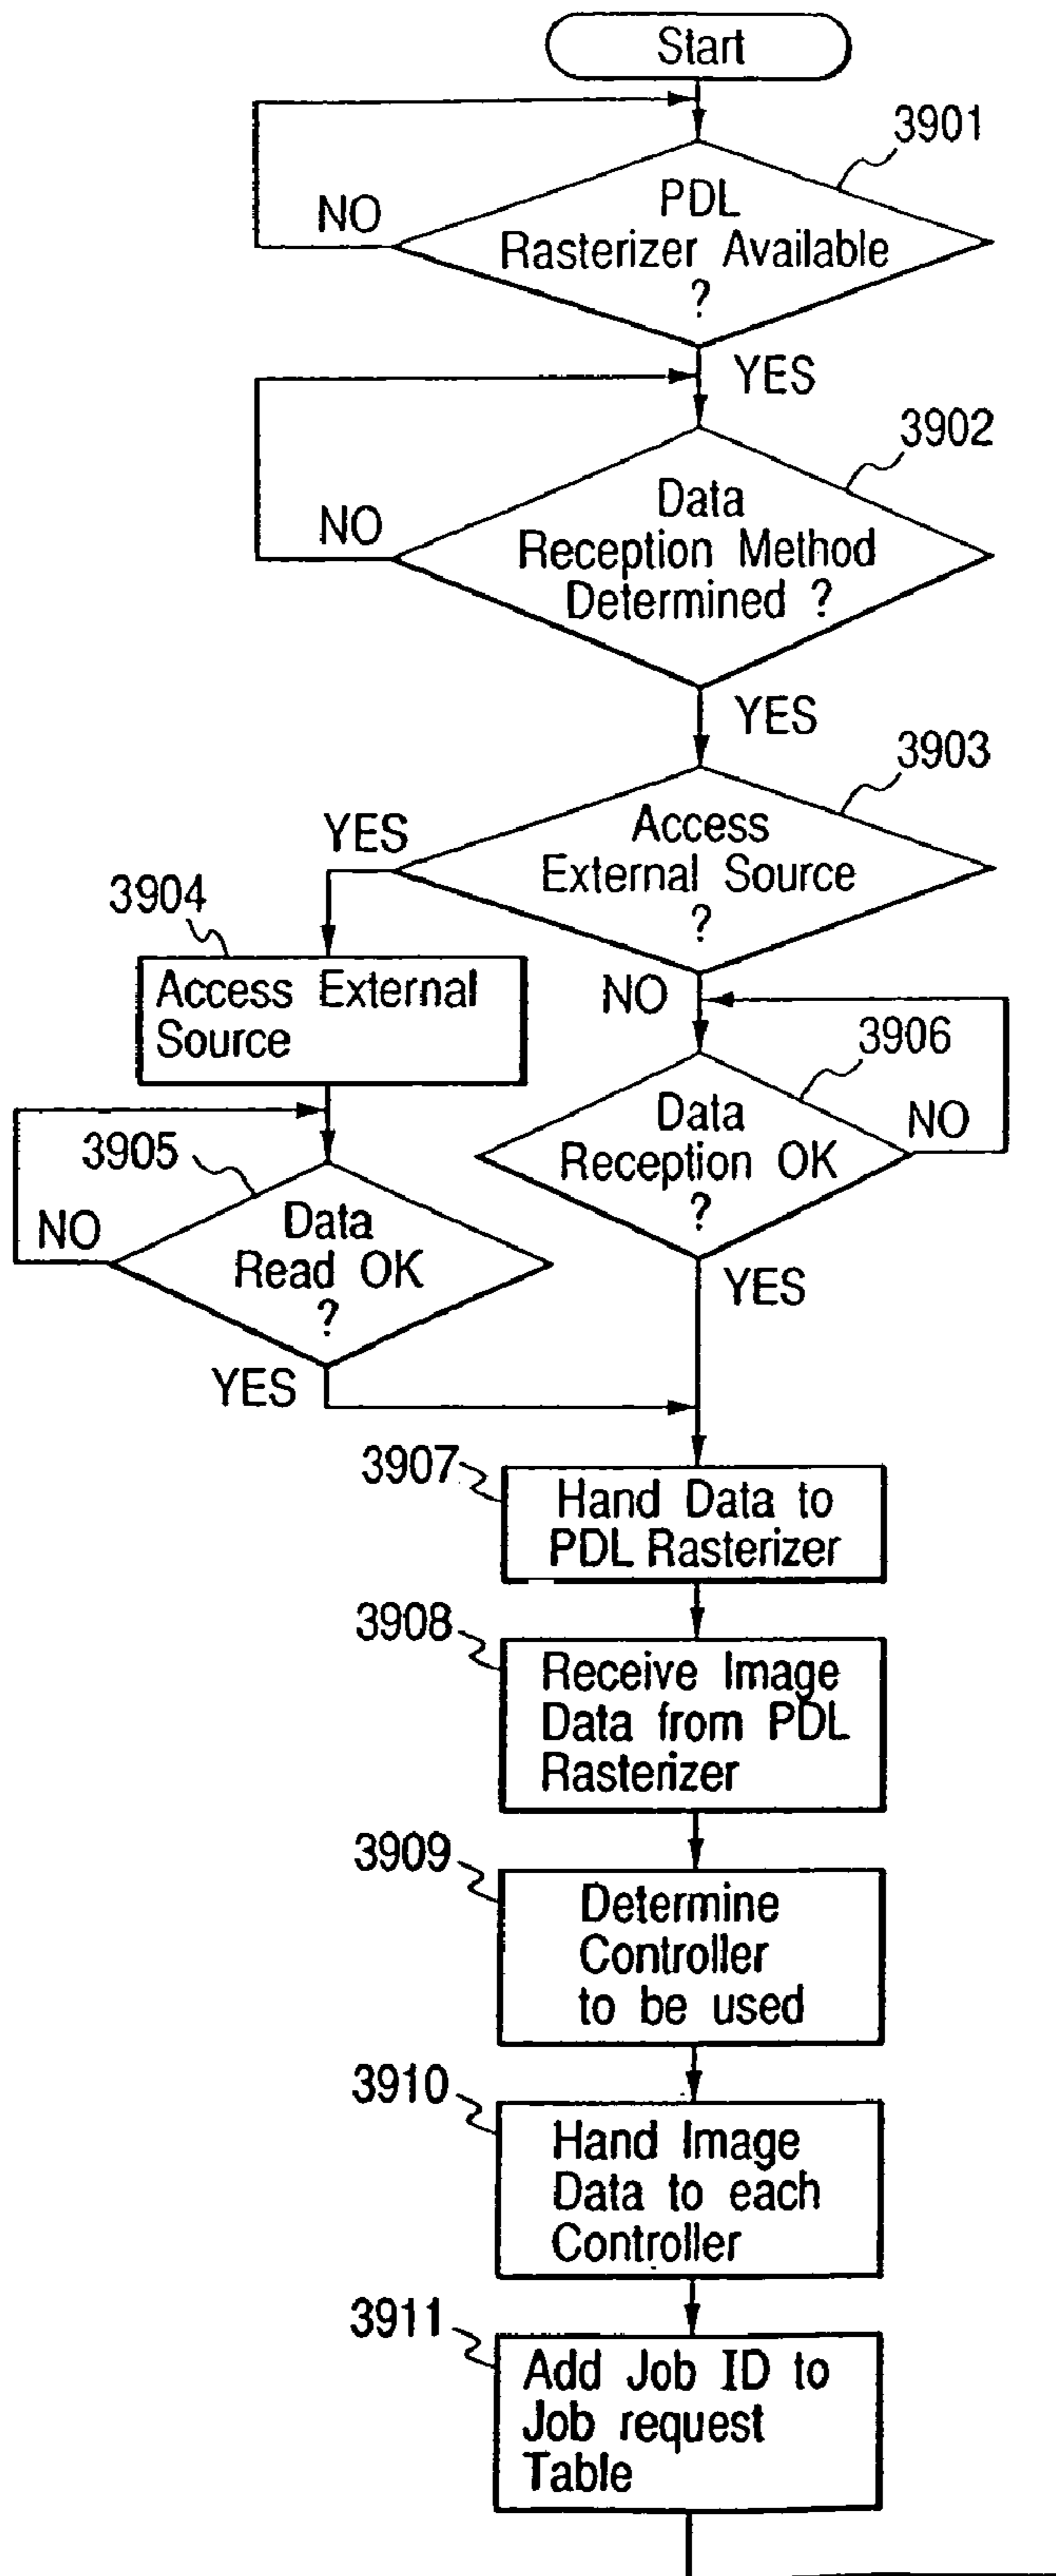 Start
3901
PDL
Rasterizer Available
?
NO
YES
3902
Data
Reception Method
Determined ?
NO
YES
3903
Access
External Source
?
YES
NO
3904
Access External
Source
3906
Data
Reception OK
?
NO
YES
3905
Data
Read OK
?
NO
YES
3907
Hand Data to
PDL Rasterizer
3908
Receive Image
Data from PDL
Rasterizer
3909
Determine
Controller
to be used
3910
Hand Image
Data to each
Controller
3911
Add Job ID to
Job request
Table